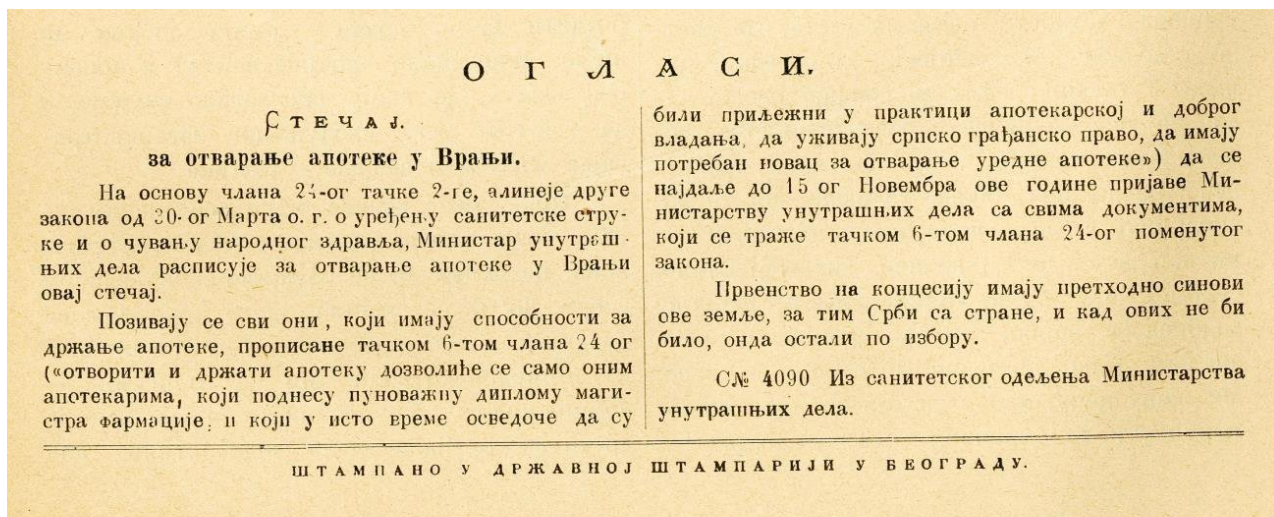 ОГЛАСИ.
СТЕЧАЈ.
за отварање апотеке у Врањи.
На основу члана 24-ог тачке 2-ге, алинеје друге
закона од 30-ог Марта о. г. о уређењу санитетске стру-
ке и о чувању народног здравља, Министар унутраш-
њих дела расписује за отварање апотеке у Врањи
овај стечај.
Позивају се сви они, који имају способности за
држање апотеке, прописане тачком 6-том члана 24 ог
(«отворити и држати апотеку дозволиће се само оним
апотекарима, који поднесу пуноважну диплому маги-
стра фармације. и који у исто време осведоче да су
били приљежни у практици апотекарској и доброг
владања, да уживају српско грађанско право, да имају
потребан новац за отварање уредне апотеке») да се
најдаље до 15 ог Новембра ове године пријаве Ми-
нистарству унутрашњих дела са свима документима,
који се траже тачком 6-том члана 24-ог поменутог
закона.
Првенство на концесију имају претходно синови
ове земље, за тим Срби са стране, и кад ових не би
било, онда остали по избору.
С№ 4090 Из санитетског одељења Министарства
унутрашњих дела.
ШТАМПАНО У ДРЖАВНОЈ ШТАМПАРИЈИ У БЕОГРАДУ.